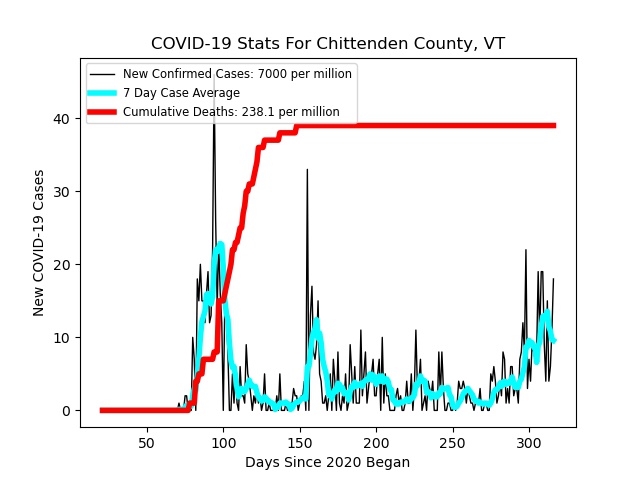 COVID-19 Stats For Chittenden County, VT
New Confirmed Cases: 7000 per million
7 Day Case Average
Cumulative Deaths: 238.1 per million
New COVID-19 Cases
40
30
20
10
0
50 100 150 200 250 300
Days Since 2020 Began